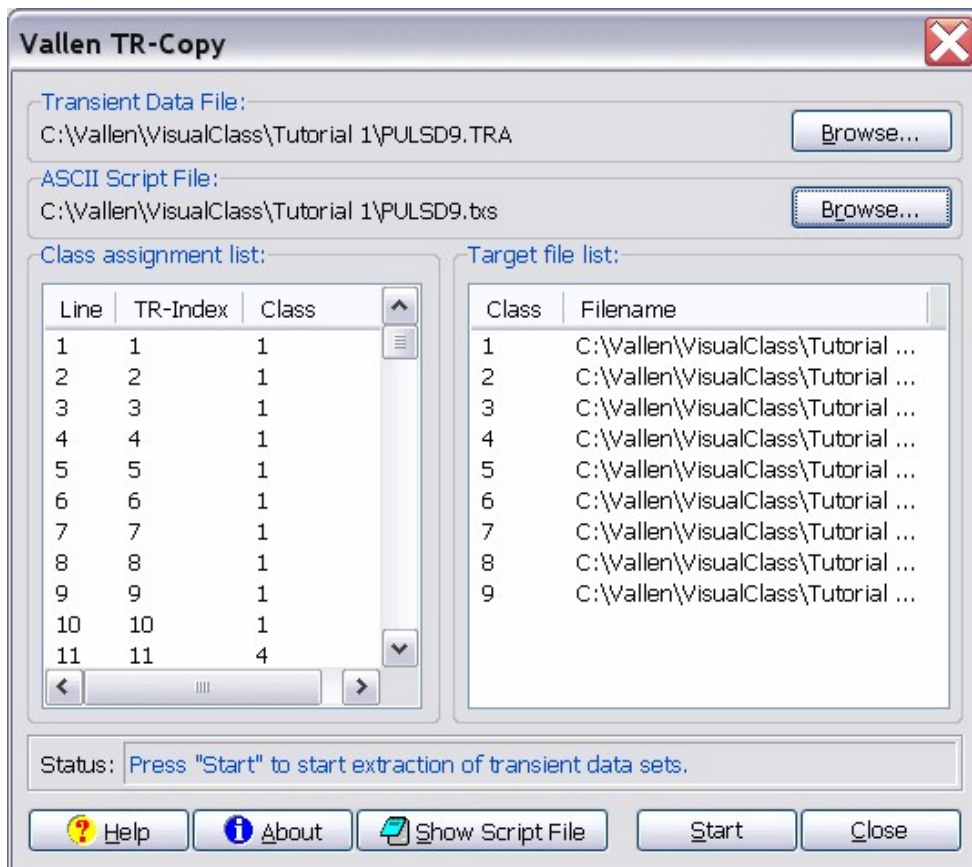 Vallen TR-Copy
Transient Data File:
C:\Vallen\VisualClass\Tutorial 1\PULSD9.TRA
Browse...
ASCII Script File:
C:\Vallen\VisualClass\Tutorial 1\PULSD9.txs
Browse...
Class assignment list:
Line TR-Index Class
1 1 1
2 2 1
3 3 1
4 4 1
5 5 1
6 6 1
7 7 1
8 8 1
9 9 1
10 10 1
11 11 4
Target file list:
Class Filename
1 C:\Vallen\VisualClass\Tutorial ...
2 C:\Vallen\VisualClass\Tutorial ...
3 C:\Vallen\VisualClass\Tutorial ...
4 C:\Vallen\VisualClass\Tutorial ...
5 C:\Vallen\VisualClass\Tutorial ...
6 C:\Vallen\VisualClass\Tutorial ...
7 C:\Vallen\VisualClass\Tutorial ...
8 C:\Vallen\VisualClass\Tutorial ...
9 C:\Vallen\VisualClass\Tutorial ...
Status: Press "Start" to start extraction of transient data sets.
Help About Show Script File Start Close